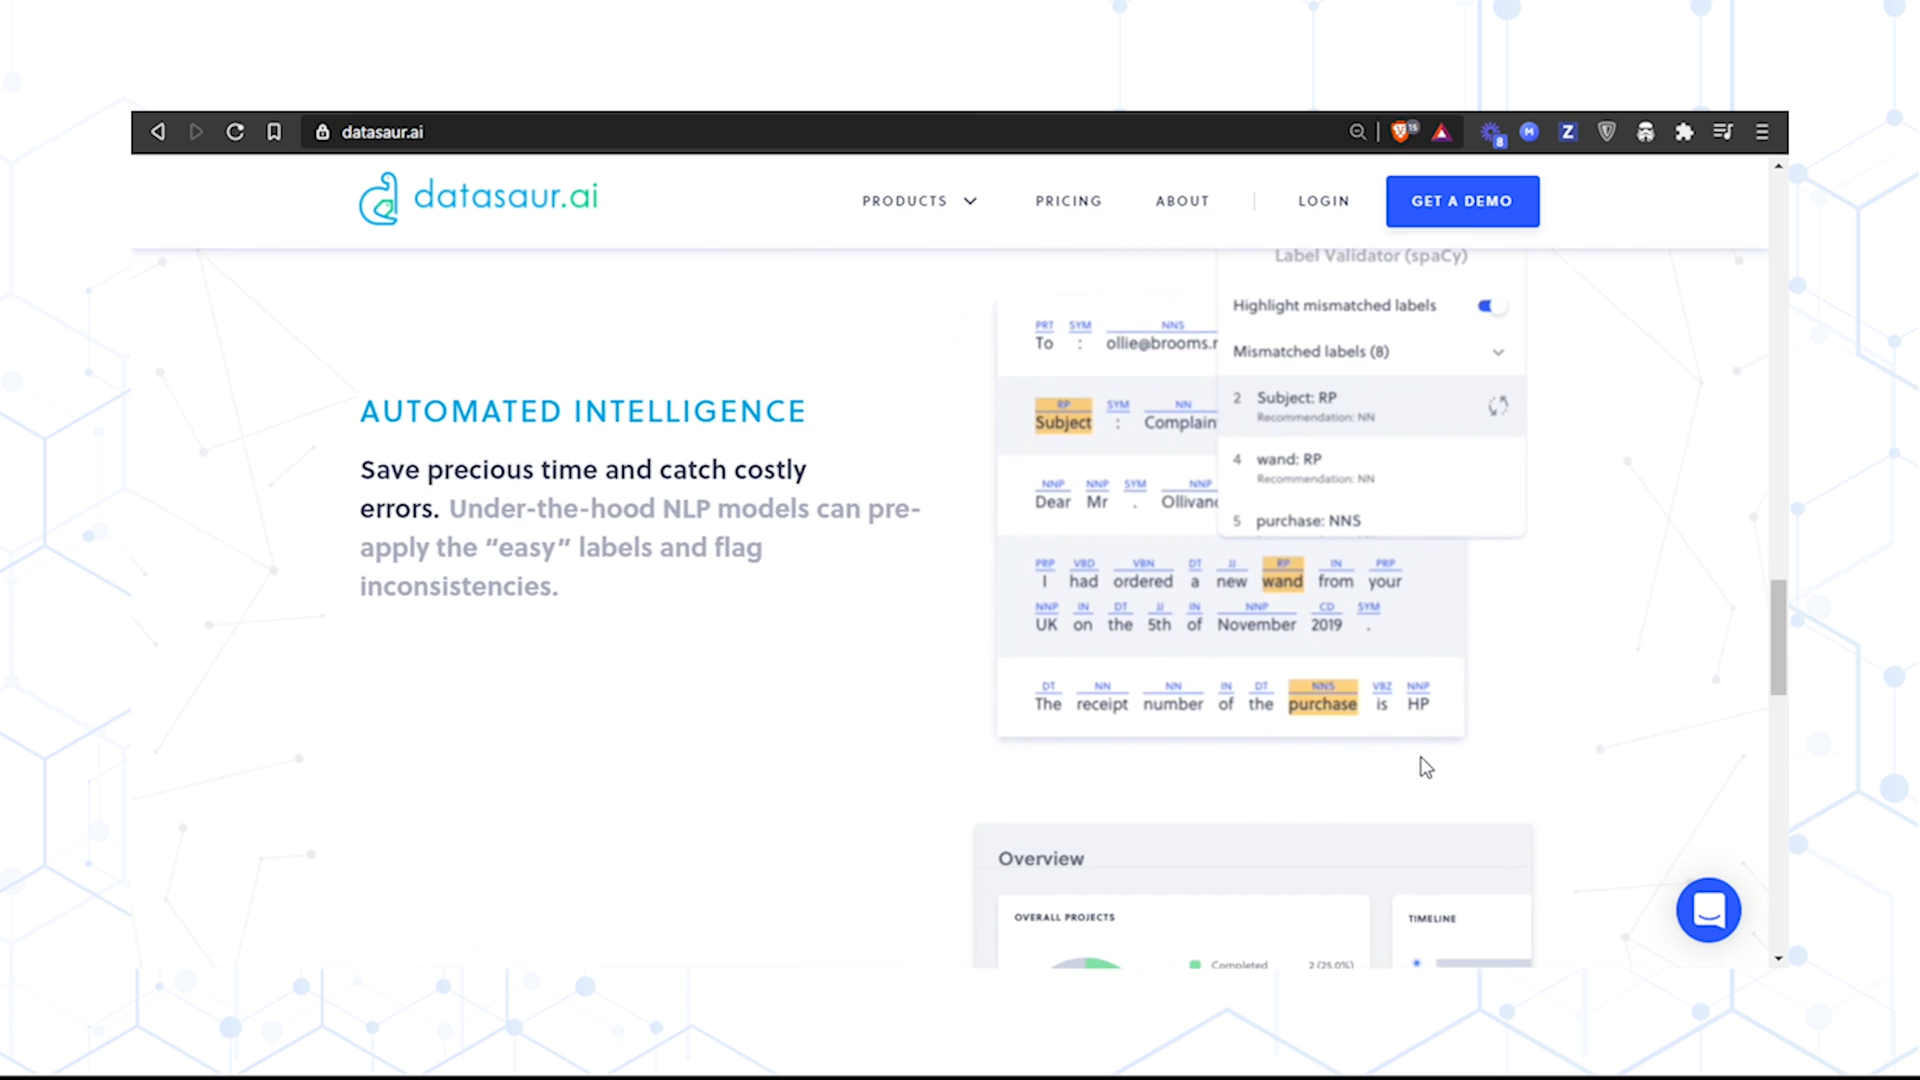 datasaur.ai
15
8
M
Z
datasaur.ai
PRODUCTS
PRICING
ABOUT
LOGIN
GET A DEMO
AUTOMATED INTELLIGENCE
Save precious time and catch costly
errors. Under-the-hood NLP models can pre-
apply the “easy” labels and flag
inconsistencies.
Label Validator (spaCy)
Highlight mismatched labels
Mismatched labels (8)
2 Subject: RP
Recommendation: NN
4 wand: RP
Recommendation: NN
5 purchase: NNS
PRT SYM NNS
To : ollie@brooms.
RP SYM NN
Subject : Complain
NNP NNP SYM NNP
Dear Mr . Ollivand
PRP VBD VBN DT JJ RP IN PRP
I had ordered a new wand from your
NNP IN DT JJ IN NNP CD SYM
UK on the 5th of November 2019 .
DT NN NN IN DT NNS VBZ NNP
The receipt number of the purchase is HP
Overview
OVERALL PROJECTS
Completed 2 (25.0%)
TIMELINE